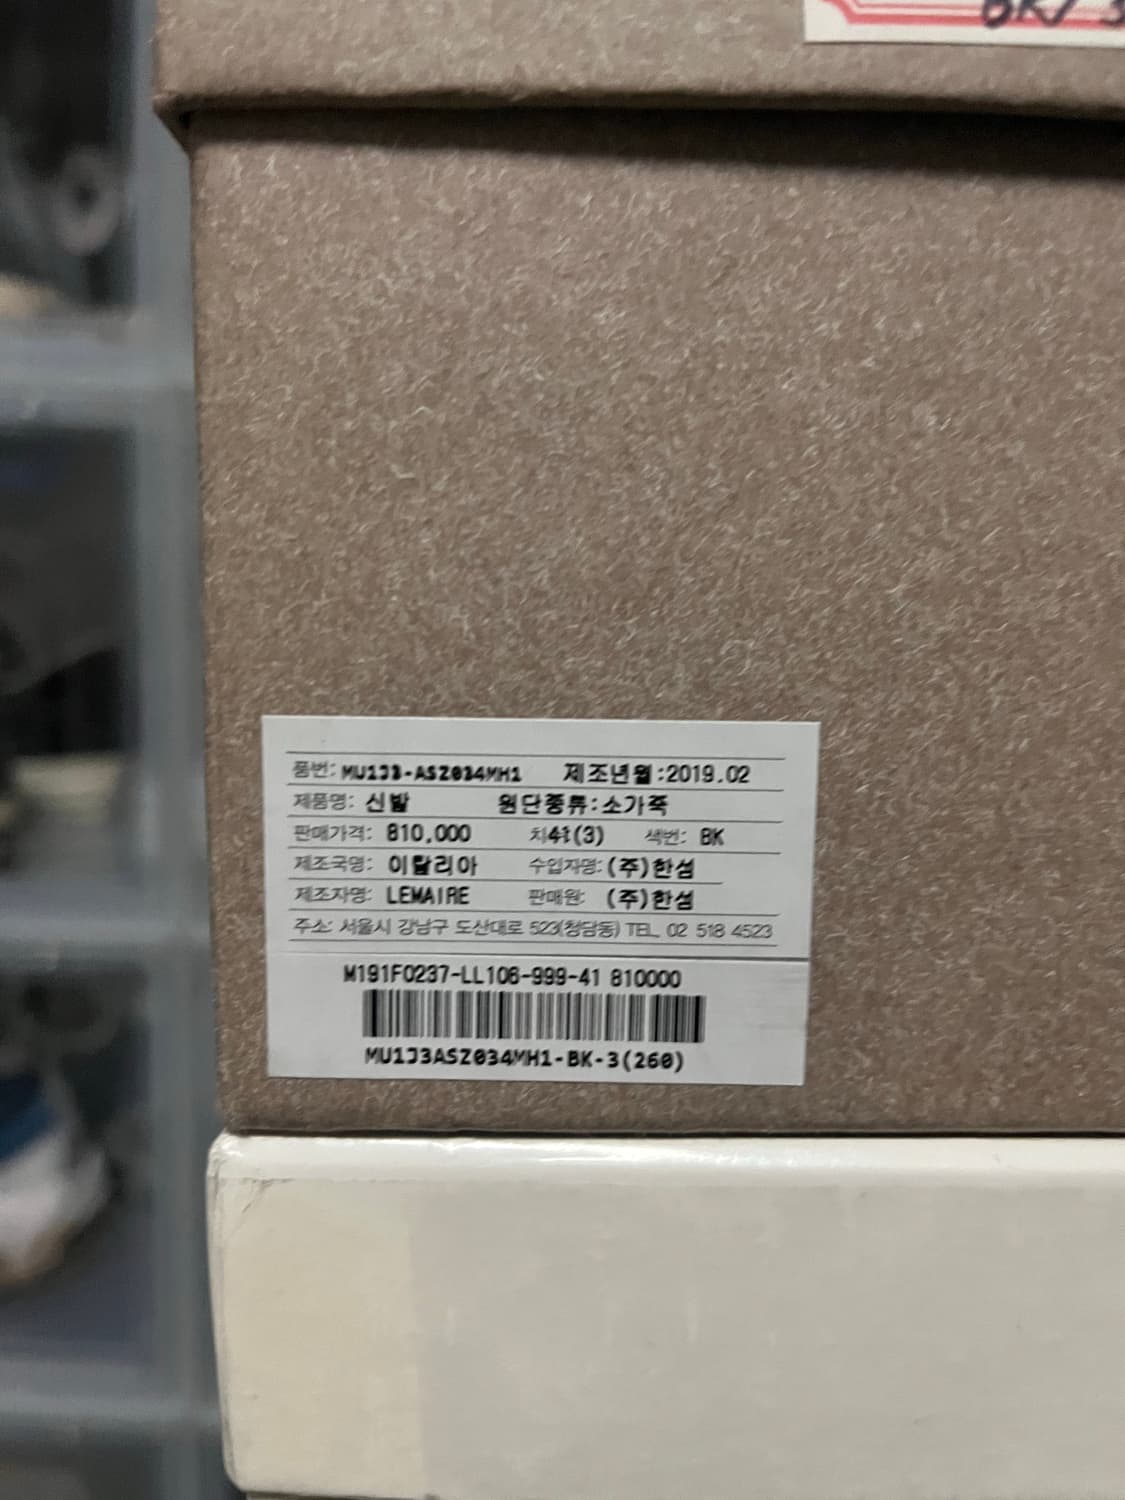 BK/ 3
품번: MU1J3-ASZ034MH1 제조년월:2019.02
제품명: 신발 원단종류:소가죽
판매가격: 810,000 치수:(3) 색번: BK
제조국명: 이탈리아 수입자명:(주)한섬
제조자명: LEMAIRE 판매원: (주)한섬
주소: 서울시 강남구 도산대로 523(청담동) TEL. 02 518 4523
M191F0237-LL106-999-41 810000
MU1J3ASZ034MH1-BK-3(260)